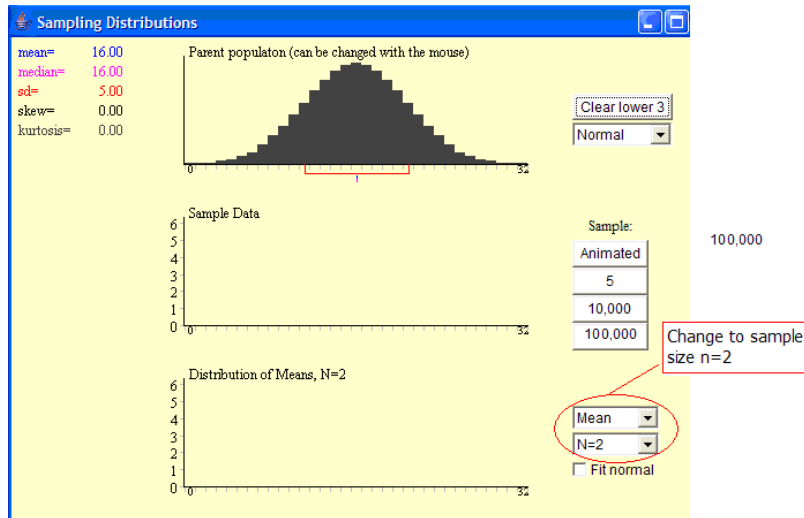 Sampling Distributions
mean= 16.00
median= 16.00
sd= 5.00
skew= 0.00
kurtosis= 0.00
Parent populaton (can be changed with the mouse)
0 32
Clear lower 3
Normal
Sample Data
6
5
4
3
2
1
0
0 32
Sample:
Animated
5
10,000
100,000
100,000
Change to sample
size n=2
Distribution of Means, N=2
6
5
4
3
2
1
0
0 32
Mean
N=2
Fit normal